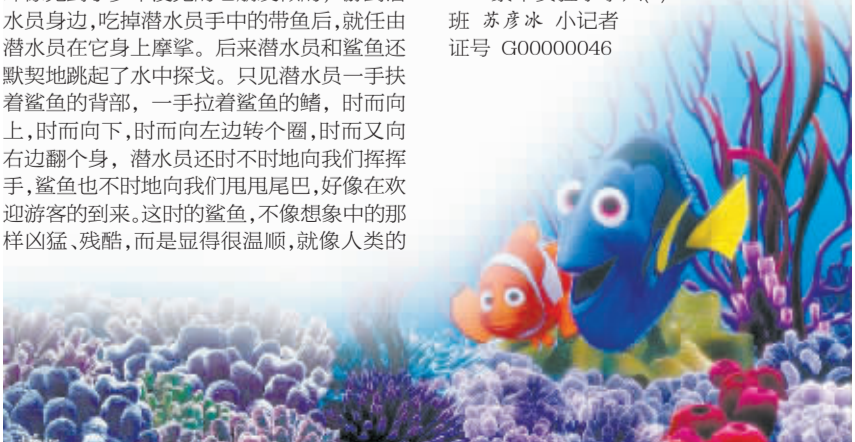 水员身边,吃掉潜水员手中的带鱼后,就任由
潜水员在它身上摩挲。后来潜水员和鲨鱼还
默契地跳起了水中探戈。只见潜水员一手扶
着鲨鱼的背部，一手拉着鲨鱼的鳍，时而向
上,时而向下,时而向左边转个圈,时而又向
右边翻个身，潜水员还时不时地向我们挥挥
手,鲨鱼也不时地向我们甩甩尾巴,好像在欢
迎游客的到来。这时的鲨鱼,不像想象中的那
样凶猛、残酷,而是显得很温顺,就像人类的
班 苏彦冰 小记者
证号 G00000046